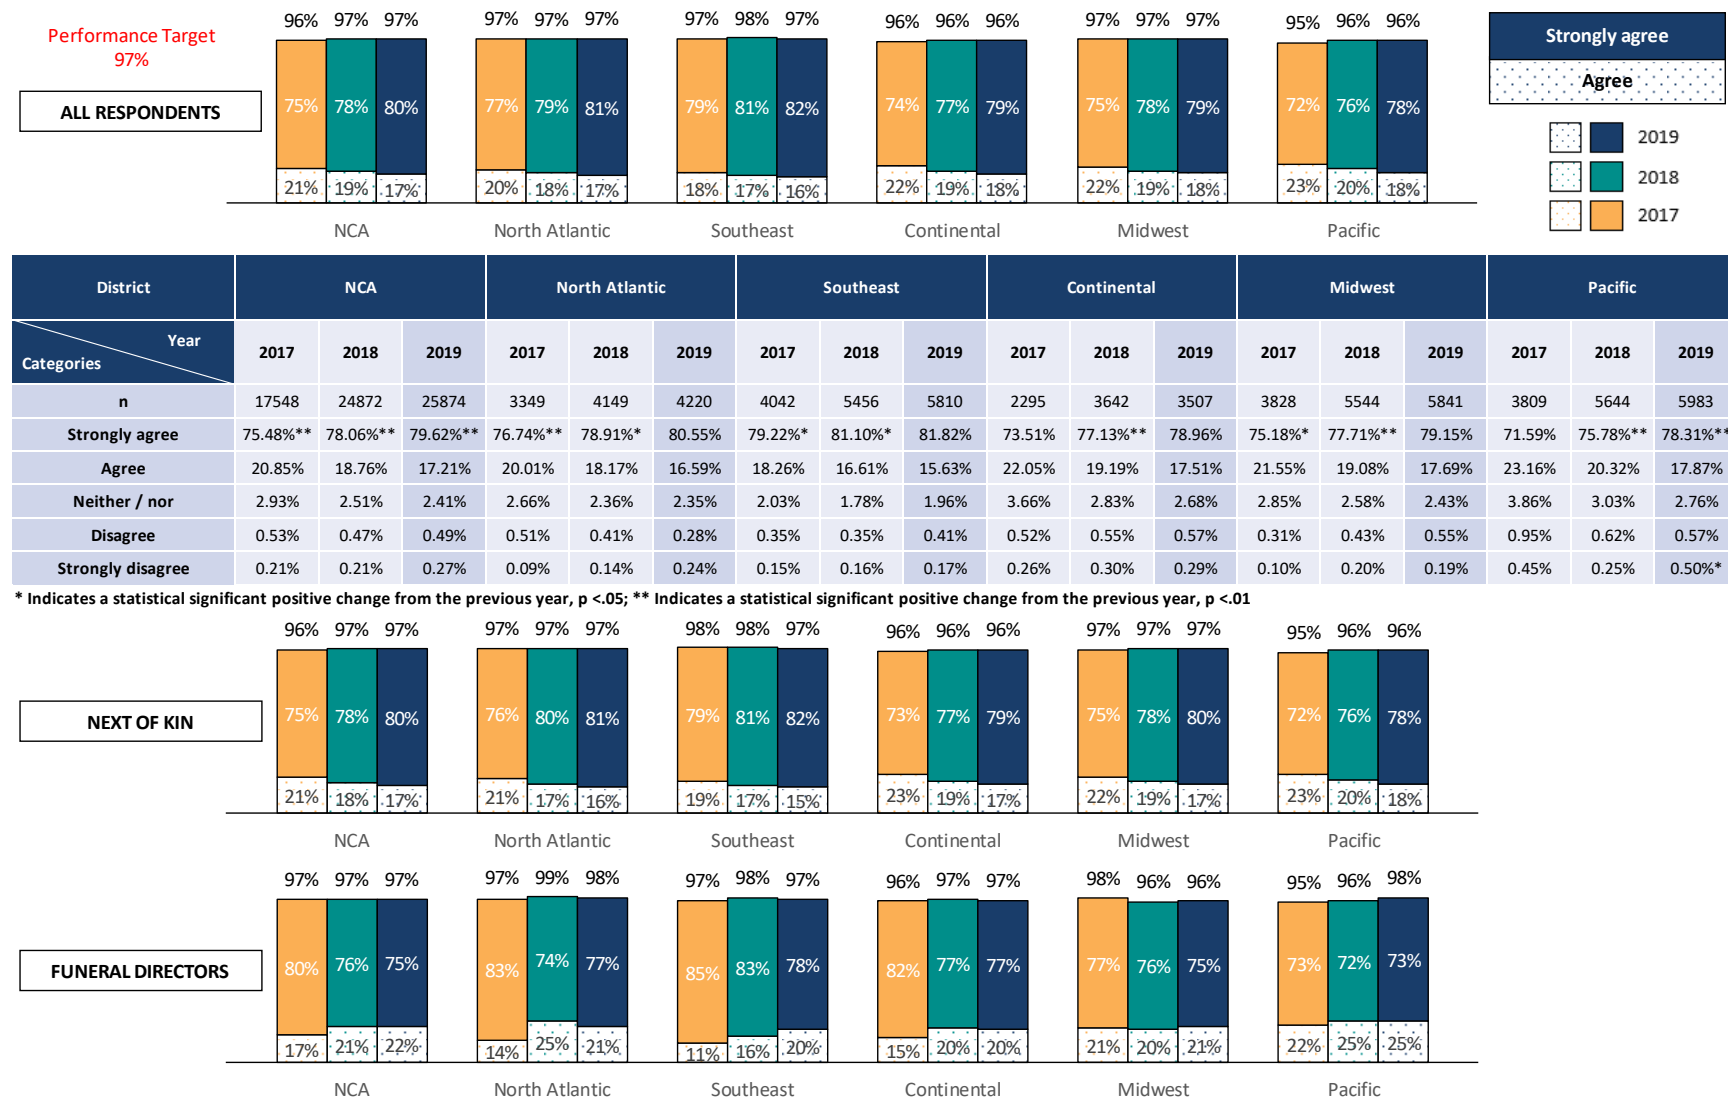 Performance Target
97%
ALL RESPONDENTS
96% 97% 97% 97% 97% 97% 97% 98% 97% 96% 96% 96% 97% 97% 97% 95% 96% 96%
75% 78% 80% 77% 79% 81% 79% 81% 82% 74% 77% 79% 75% 78% 79% 72% 76% 78%
21% 19% 17% 20% 18% 17% 18% 17% 16% 22% 19% 18% 22% 19% 18% 23% 20% 18%
NCA North Atlantic Southeast Continental Midwest Pacific
Strongly agree
Agree
2019
2018
2017
District NCA North Atlantic Southeast Continental Midwest Pacific
Year
Categories
2017 2018 2019 2017 2018 2019 2017 2018 2019 2017 2018 2019 2017 2018 2019 2017 2018 2019
n 17548 24872 25874 3349 4149 4220 4042 5456 5810 2295 3642 3507 3828 5544 5841 3809 5644 5983
Strongly agree 75.48%** 78.06%** 79.62%** 76.74%** 78.91%* 80.55% 79.22%* 81.10%* 81.82% 73.51% 77.13%** 78.96% 75.18%* 77.71%** 79.15% 71.59% 75.78%** 78.31%**
Agree 20.85% 18.76% 17.21% 20.01% 18.17% 16.59% 18.26% 16.61% 15.63% 22.05% 19.19% 17.51% 21.55% 19.08% 17.69% 23.16% 20.32% 17.87%
Neither / nor 2.93% 2.51% 2.41% 2.66% 2.36% 2.35% 2.03% 1.78% 1.96% 3.66% 2.83% 2.68% 2.85% 2.58% 2.43% 3.86% 3.03% 2.76%
Disagree 0.53% 0.47% 0.49% 0.51% 0.41% 0.28% 0.35% 0.35% 0.41% 0.52% 0.55% 0.57% 0.31% 0.43% 0.55% 0.95% 0.62% 0.57%
Strongly disagree 0.21% 0.21% 0.27% 0.09% 0.14% 0.24% 0.15% 0.16% 0.17% 0.26% 0.30% 0.29% 0.10% 0.20% 0.19% 0.45% 0.25% 0.50%*
* Indicates a statistical significant positive change from the previous year, p <.05; ** Indicates a statistical significant positive change from the previous year, p <.01
96% 97% 97% 97% 97% 97% 98% 98% 97% 96% 96% 96% 97% 97% 97% 95% 96% 96%
NEXT OF KIN
75% 78% 80% 76% 80% 81% 79% 81% 82% 73% 77% 79% 75% 78% 80% 72% 76% 78%
21% 18% 17% 21% 17% 16% 19% 17% 15% 23% 19% 17% 22% 19% 17% 23% 20% 18%
NCA North Atlantic Southeast Continental Midwest Pacific
97% 97% 97% 97% 99% 98% 97% 98% 97% 96% 97% 97% 98% 96% 96% 95% 96% 98%
FUNERAL DIRECTORS
80% 76% 75% 83% 74% 77% 85% 83% 78% 82% 77% 77% 77% 76% 75% 73% 72% 73%
17% 21% 22% 14% 25% 21% 11% 16% 20% 15% 20% 20% 21% 20% 21% 22% 25% 25%
NCA North Atlantic Southeast Continental Midwest Pacific